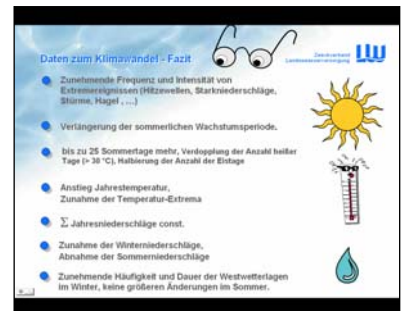 Daten zum Klimawandel - Fazit
Zweckverband
Landeswasserversorgung
LW
Zunehmende Frequenz und Intensität von
Extremereignissen (Hitzewellen, Starkniederschläge,
Stürme, Hagel , …)
Verlängerung der sommerlichen Wachstumsperiode.
bis zu 25 Sommertage mehr, Verdopplung der Anzahl heißer
Tage (> 30 °C), Halbierung der Anzahl der Eistage
Anstieg Jahrestemperatur,
Zunahme der Temperatur-Extrema
Σ Jahresniederschläge const.
Zunahme der Winterniederschläge,
Abnahme der Sommerniederschläge
Zunehmende Häufigkeit und Dauer der Westwetterlagen
im Winter, keine größeren Änderungen im Sommer.